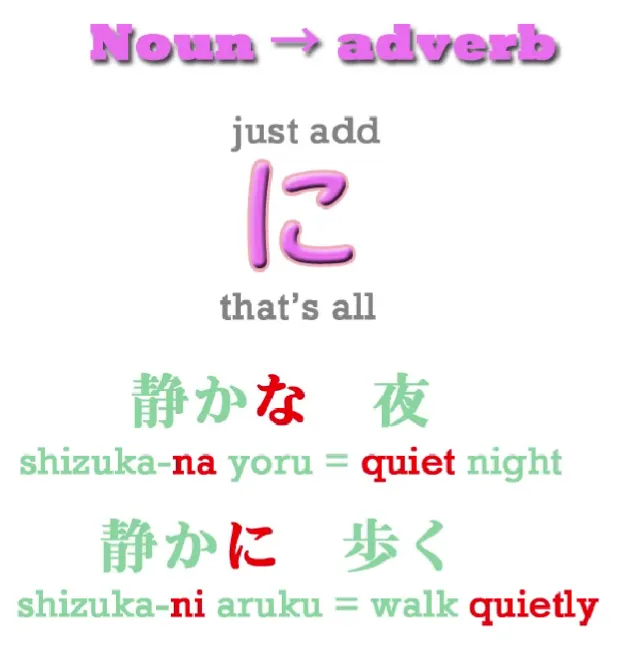 Noun → adverb
just add
に
that's all
静かな 夜
shizuka-na yoru = quiet night
静かに 歩く
shizuka-ni aruku = walk quietly